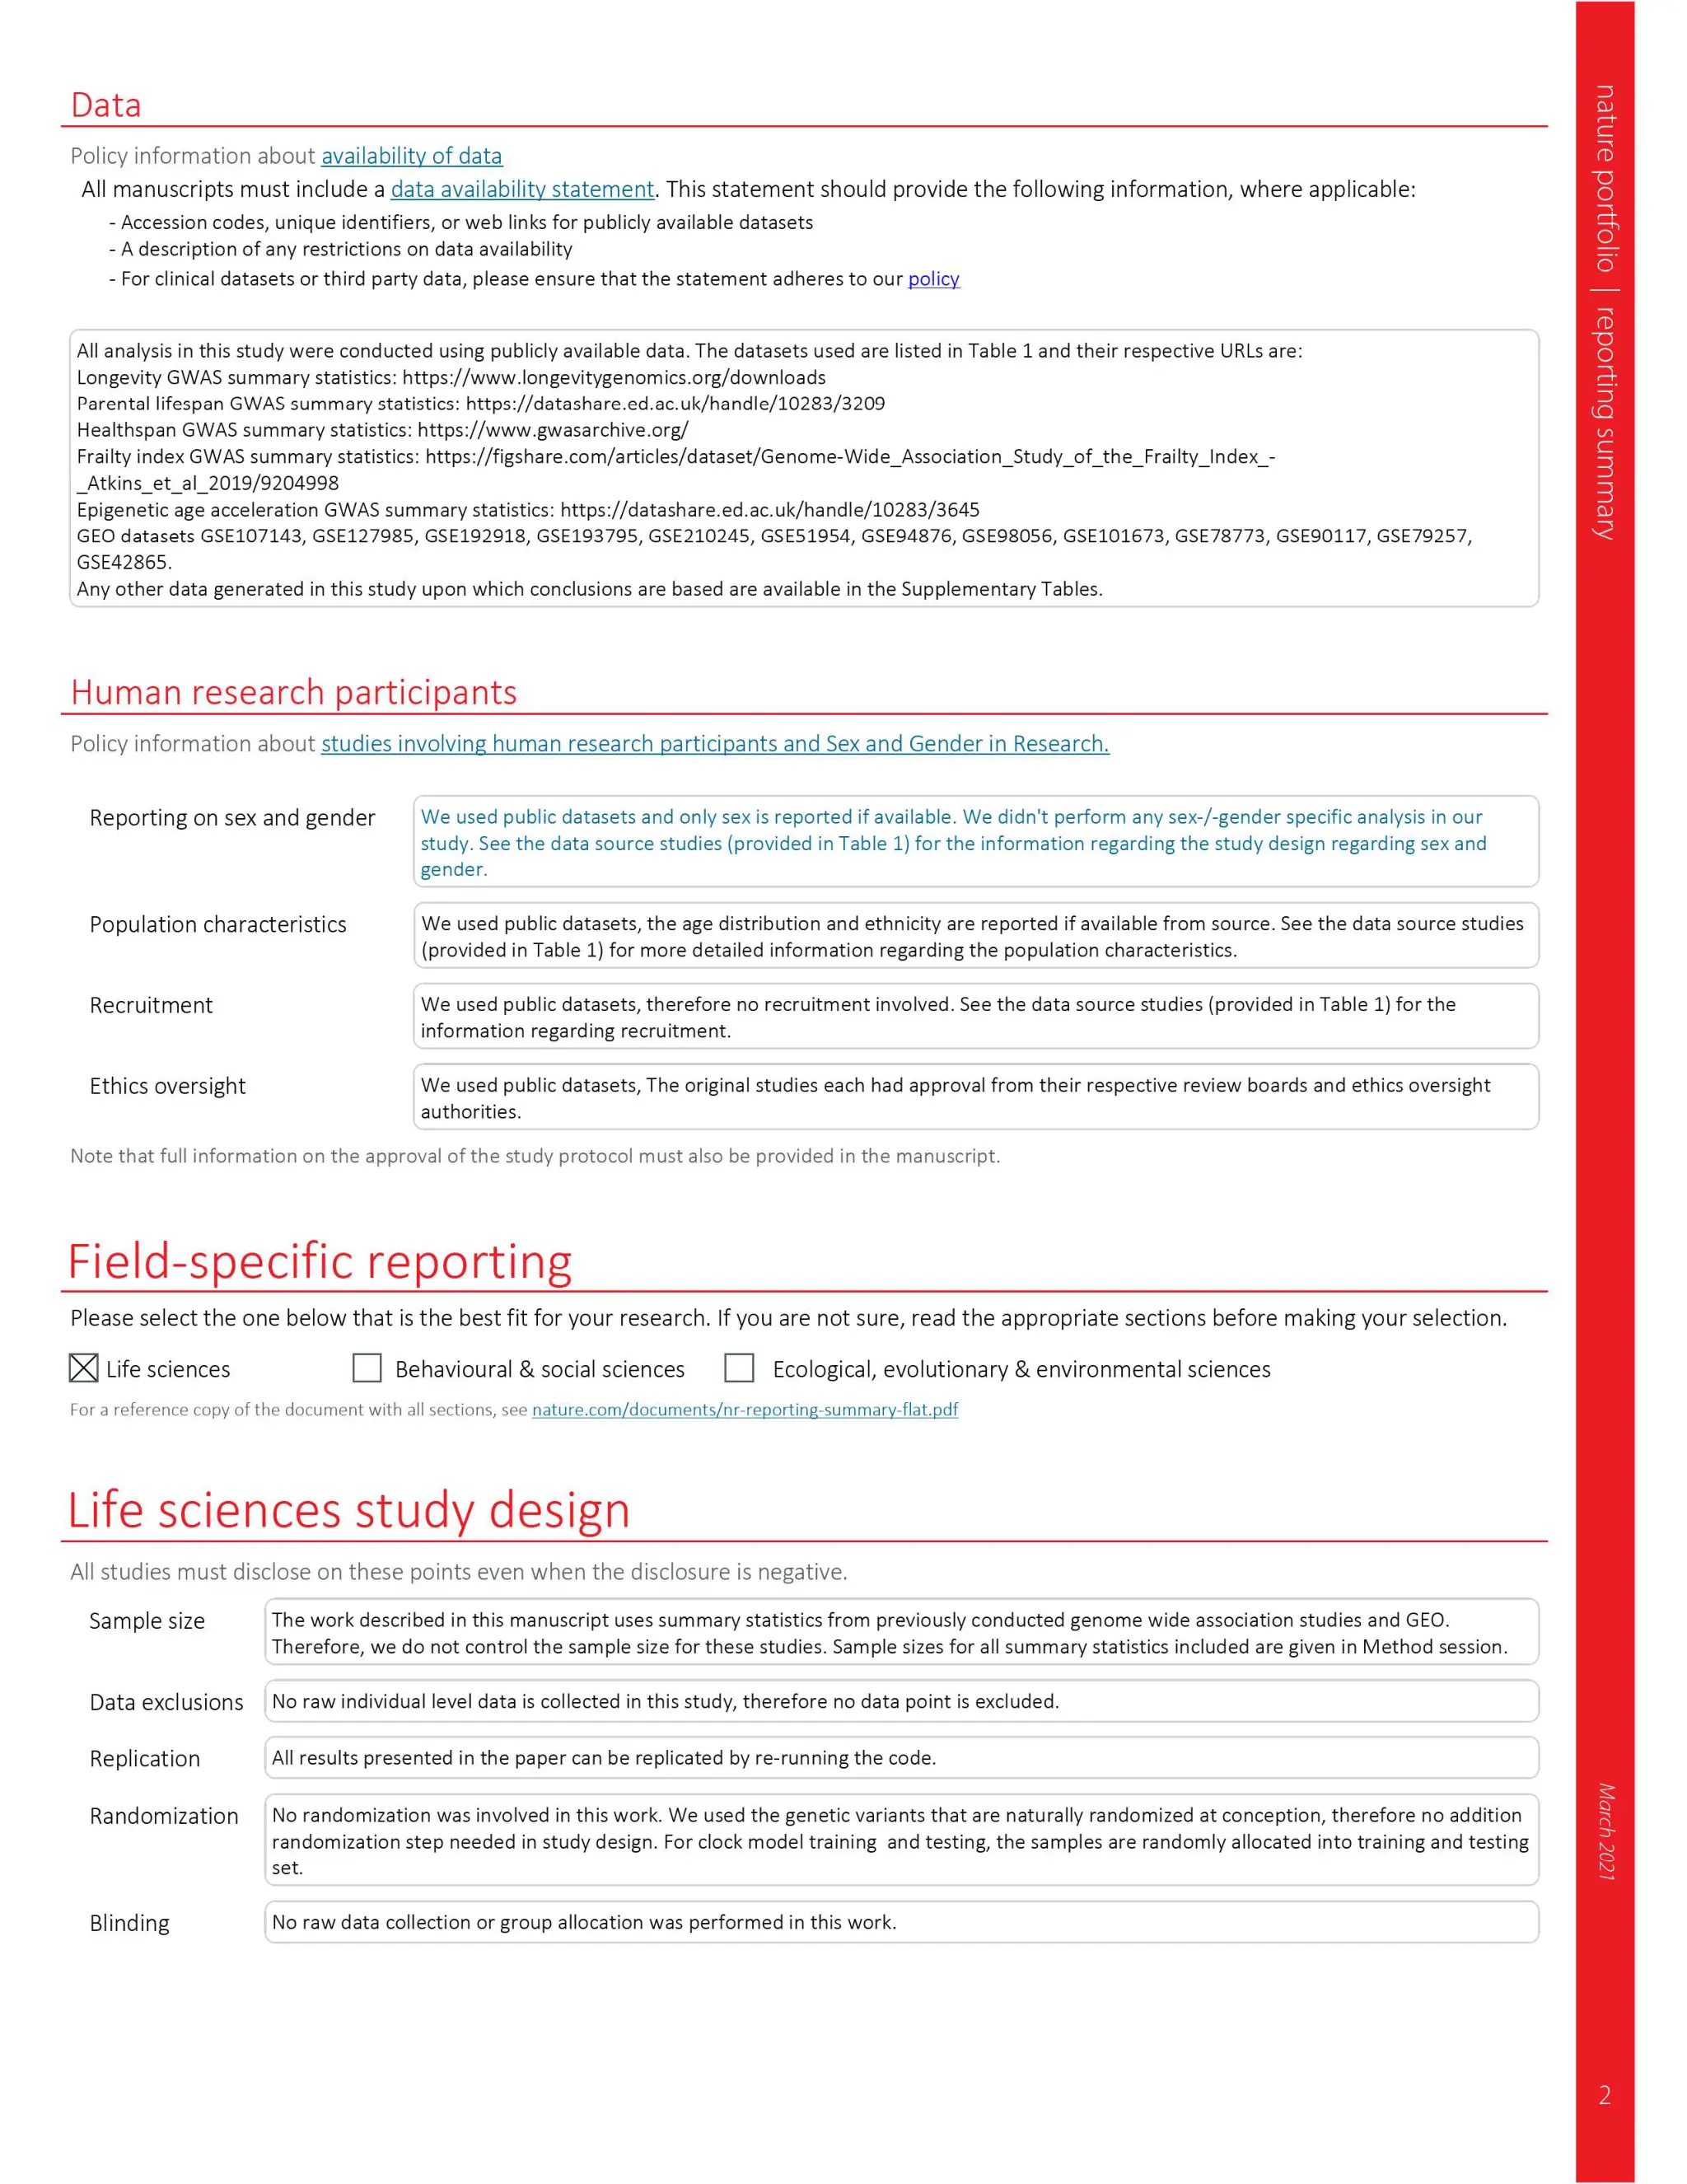 Data
Policy information about availability of data
All manuscripts must include a data availability statement. This statement should provide the following information, where applicable:
- Accession codes, unique identifiers, or web links for publicly available datasets
- A description of any restrictions on data availability
- For clinical datasets or third party data, please ensure that the statement adheres to our policy
All analysis in this study were conducted using publicly available data. The datasets used are listed in Table 1 and their respective URLs are:
Longevity GWAS summary statistics: https://www.longevitygenomics.org/downloads
Parental lifespan GWAS summary statistics: https://datashare.ed.ac.uk/handle/10283/3209
Healthspan GWAS summary statistics: https://www.gwasarchive.org/
Frailty index GWAS summary statistics: https://figshare.com/articles/dataset/Genome-Wide_Association_Study_of_the_Frailty_Index_-
_Atkins_et_al_2019/9204998
Epigenetic age acceleration GWAS summary statistics: https://datashare.ed.ac.uk/handle/10283/3645
GEO datasets GSE107143, GSE127985, GSE192918, GSE193795, GSE210245, GSE51954, GSE94876, GSE98056, GSE101673, GSE78773, GSE90117, GSE79257,
GSE42865.
Any other data generated in this study upon which conclusions are based are available in the Supplementary Tables.
Human research participants
Policy information about studies involving human research participants and Sex and Gender in Research.
Reporting on sex and gender
We used public datasets and only sex is reported if available. We didn't perform any sex-/-gender specific analysis in our
study. See the data source studies (provided in Table 1) for the information regarding the study design regarding sex and
gender.
Population characteristics
We used public datasets, the age distribution and ethnicity are reported if available from source. See the data source studies
(provided in Table 1) for more detailed information regarding the population characteristics.
Recruitment
We used public datasets, therefore no recruitment involved. See the data source studies (provided in Table 1) for the
information regarding recruitment.
Ethics oversight
We used public datasets, The original studies each had approval from their respective review boards and ethics oversight
authorities.
Note that full information on the approval of the study protocol must also be provided in the manuscript.
Field-specific reporting
Please select the one below that is the best fit for your research. If you are not sure, read the appropriate sections before making your selection.
Life sciences Behavioural & social sciences Ecological, evolutionary & environmental sciences
For a reference copy of the document with all sections, see nature.com/documents/nr-reporting-summary-flat.pdf
Life sciences study design
All studies must disclose on these points even when the disclosure is negative.
Sample size
The work described in this manuscript uses summary statistics from previously conducted genome wide association studies and GEO.
Therefore, we do not control the sample size for these studies. Sample sizes for all summary statistics included are given in Method session.
Data exclusions
No raw individual level data is collected in this study, therefore no data point is excluded.
Replication
All results presented in the paper can be replicated by re-running the code.
Randomization
No randomization was involved in this work. We used the genetic variants that are naturally randomized at conception, therefore no addition
randomization step needed in study design. For clock model training and testing, the samples are randomly allocated into training and testing
set.
Blinding
No raw data collection or group allocation was performed in this work.
nature portfolio | reporting summary
March 2021
2